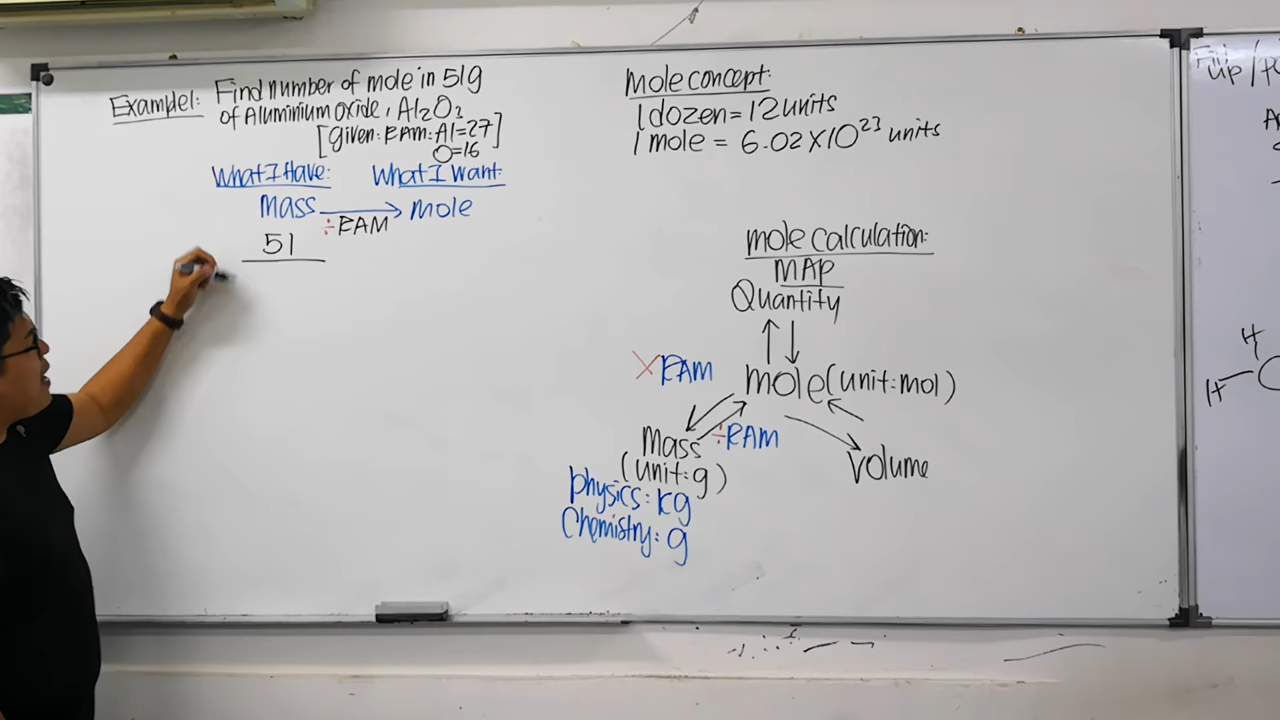 Example1: Find number of mole in 51g
of Aluminium oxide, Al₂O₃
[given: RAM: Al=27]
O=16
What I Have: What I Want:
Mass → mole
÷RAM
51
Mole concept:
1 dozen = 12 units
1 mole = 6.02×10²³ units
mole calculation:
MAP
Quantity
×RAM
mole (unit:mol)
÷RAM
Mass
(unit:g)
Volume
physics: kg
Chemistry: g
up /
H
H